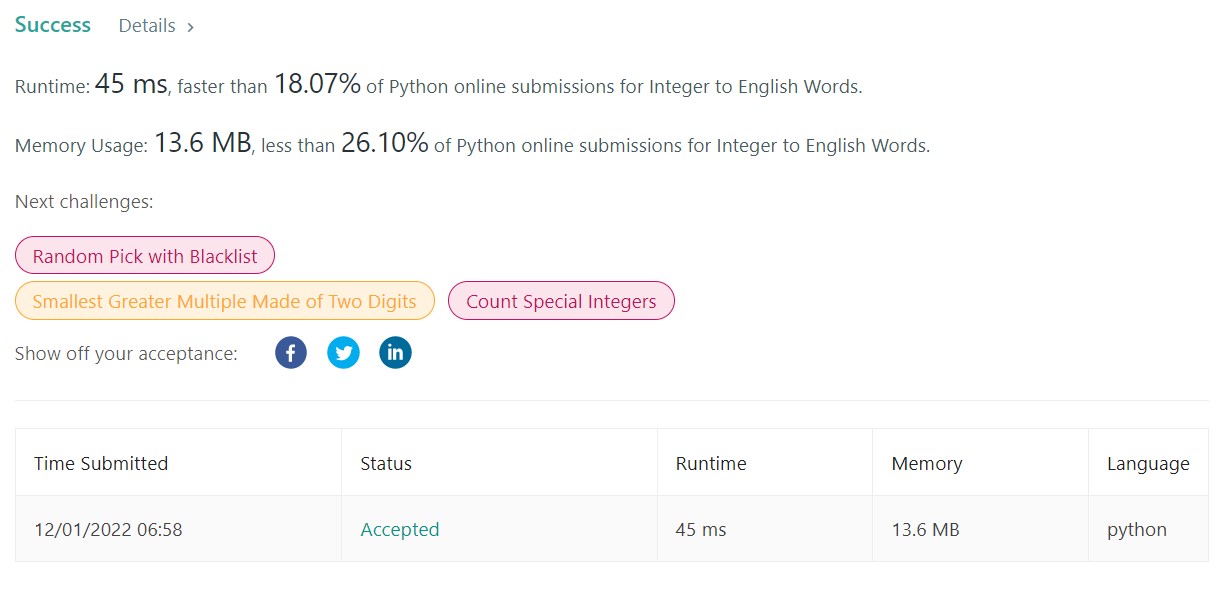 Success Details >
Runtime: 45 ms, faster than 18.07% of Python online submissions for Integer to English Words.
Memory Usage: 13.6 MB, less than 26.10% of Python online submissions for Integer to English Words.
Next challenges:
Random Pick with Blacklist
Smallest Greater Multiple Made of Two Digits Count Special Integers
Show off your acceptance: f in
Time Submitted Status Runtime Memory Language
12/01/2022 06:58 Accepted 45 ms 13.6 MB python